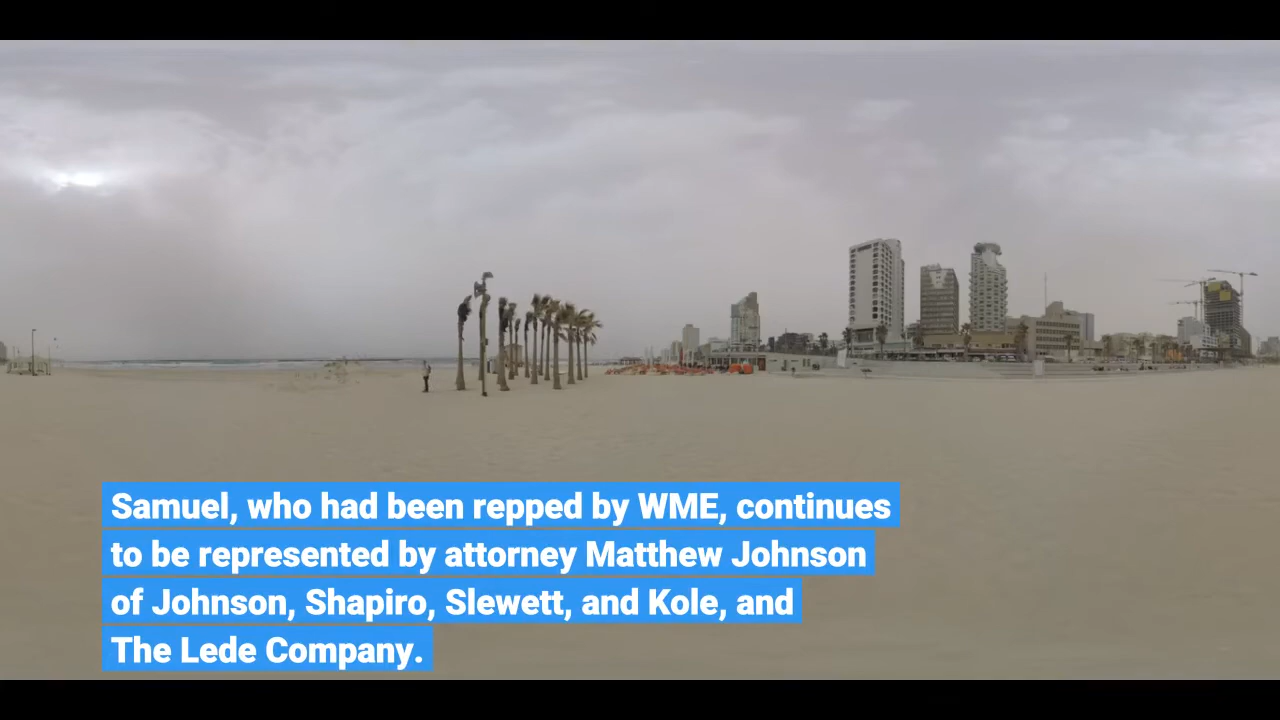 Samuel, who had been repped by WME, continues
to be represented by attorney Matthew Johnson
of Johnson, Shapiro, Slewett, and Kole, and
The Lede Company.